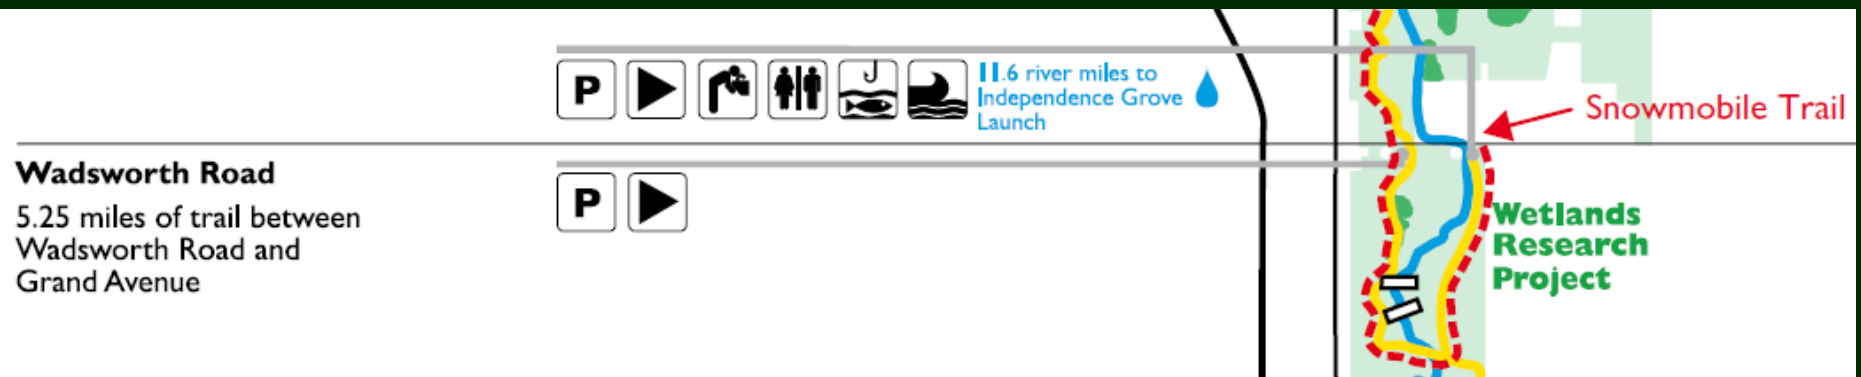 P
11.6 river miles to
Independence Grove
Launch
Snowmobile Trail
Wadsworth Road
5.25 miles of trail between
Wadsworth Road and
Grand Avenue
P
Wetlands
Research
Project